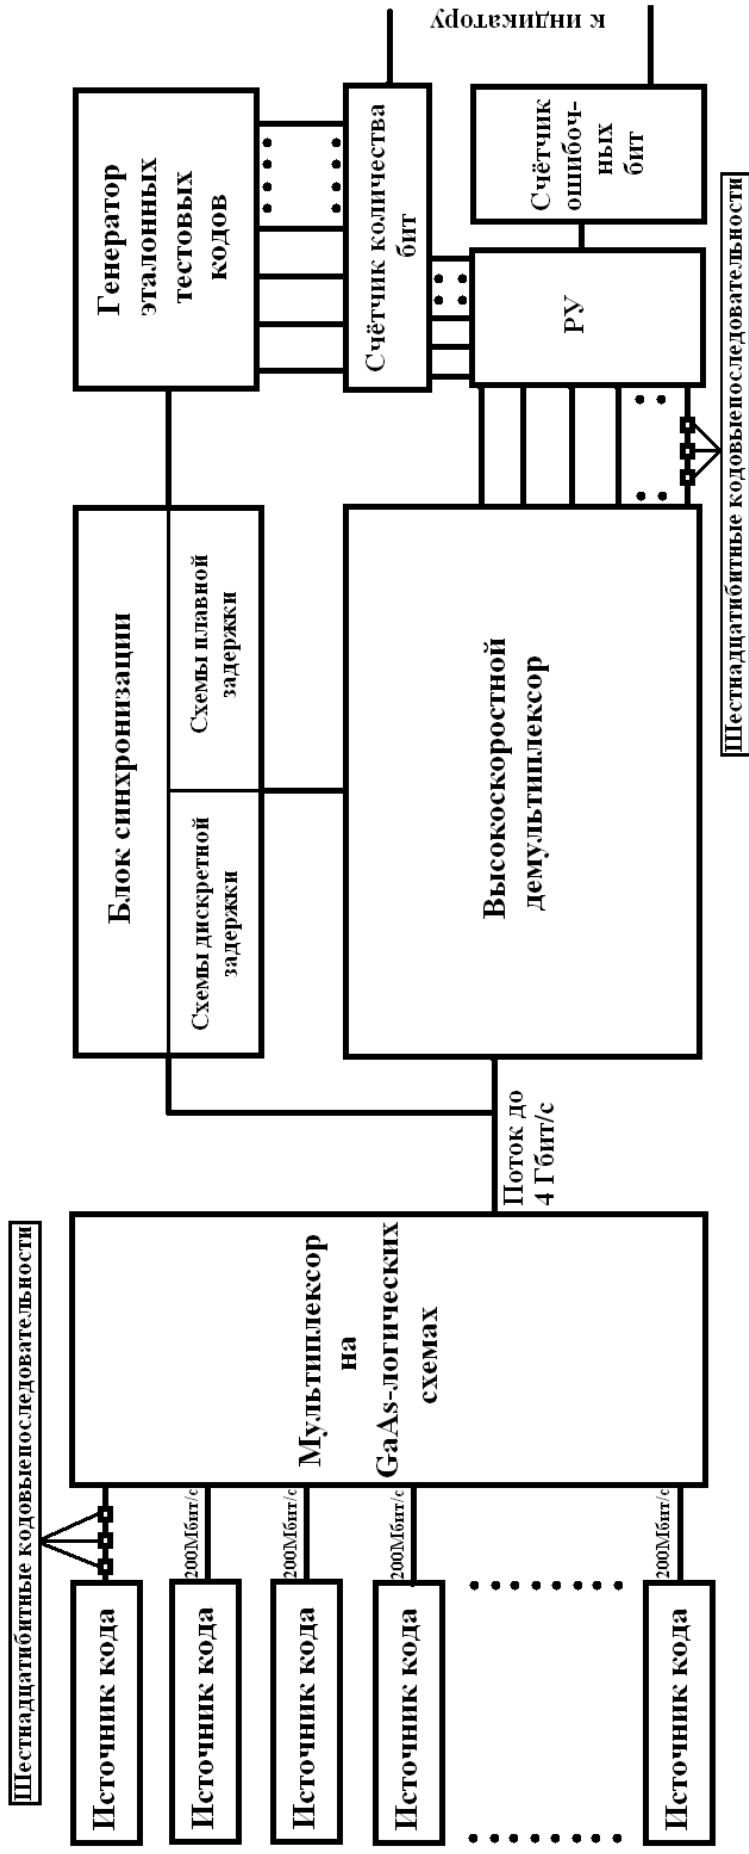 Шестнадцатибитные кодовыепоследовательности
Источник кода
Источник кода
200Мбит/с
Источник кода
200Мбит/с
Источник кода
200Мбит/с
Источник кода
200Мбит/с
Мультиплексор
на
GaAs-логических
схемах
Поток до
4 Гбит/с
Блок синхронизации
Схемы дискретной
задержки
Схемы плавной
задержки
Высокоскоростной
демультиплексор
Генератор
эталонных
тестовых
кодов
Счётчик количества
бит
РУ
Счётчик
ошибоч-
ных
бит
к индикатору
Шестнадцатибитные кодовыепоследовательности